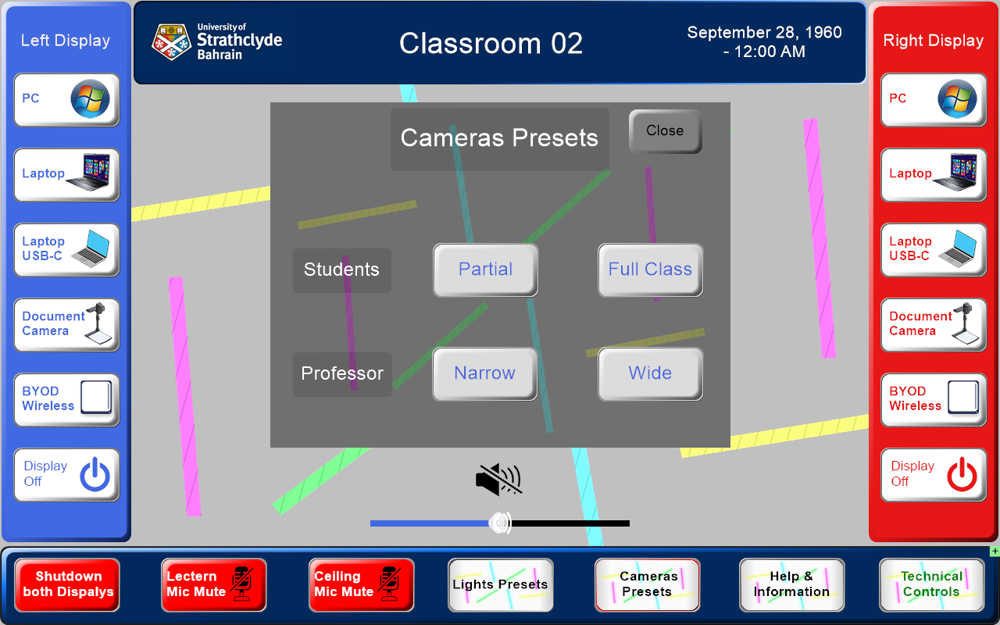 Left Display
PC
Laptop
Laptop
USB-C
Document
Camera
BYOD
Wireless
Display
Off
University of
Strathclyde
Bahrain
Classroom 02
September 28, 1960
- 12:00 AM
Cameras Presets
Close
Students
Partial
Full Class
Professor
Narrow
Wide
Right Display
PC
Laptop
Laptop
USB-C
Document
Camera
BYOD
Wireless
Display
Off
Shutdown
both Dispalys
Lectern
Mic Mute
Ceiling
Mic Mute
Lights Presets
Cameras
Presets
Help &
Information
Technical
Controls
+